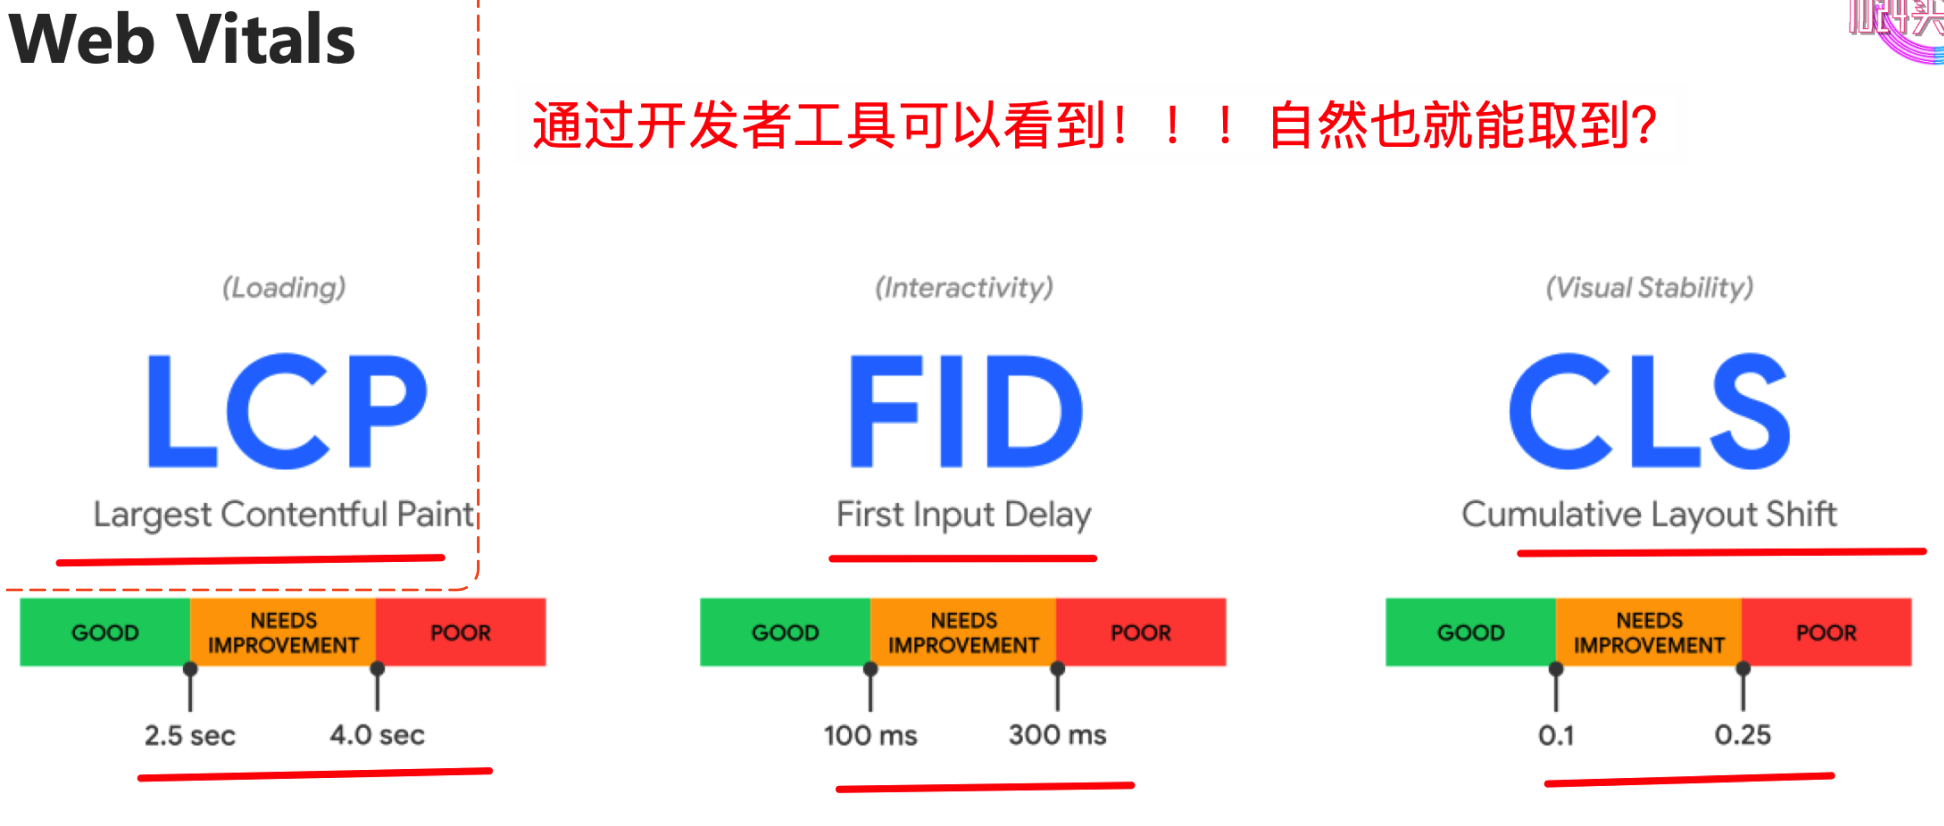 Web Vitals
通过开发者工具可以看到！！！自然也就能取到?
(Loading)
LCP
Largest Contentful Paint
GOOD
NEEDS
IMPROVEMENT
POOR
2.5 sec
4.0 sec
(Interactivity)
FID
First Input Delay
GOOD
NEEDS
IMPROVEMENT
POOR
100 ms
300 ms
(Visual Stability)
CLS
Cumulative Layout Shift
GOOD
NEEDS
IMPROVEMENT
POOR
0.1
0.25